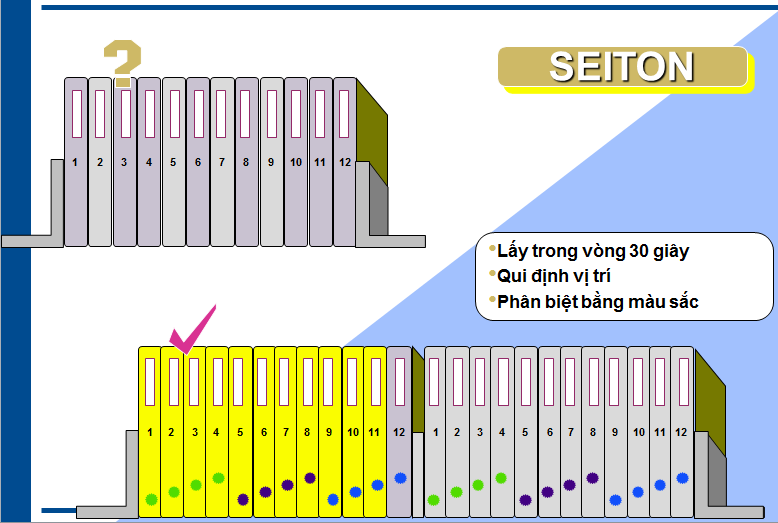 ?
SEITON
1 2 3 4 5 6 7 8 9 10 11 12
•Lấy trong vòng 30 giây
•Qui định vị trí
•Phân biệt bằng màu sắc
1 2 3 4 5 6 7 8 9 10 11 12 1 2 3 4 5 6 7 8 9 10 11 12